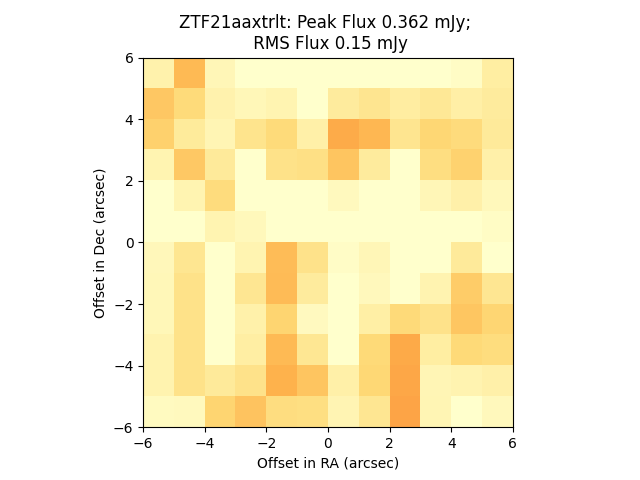 ZTF21aaxtrlt: Peak Flux 0.362 mJy;
RMS Flux 0.15 mJy
6
4
2
0
−2
−4
−6
Offset in Dec (arcsec)
−6 −4 −2 0 2 4 6
Offset in RA (arcsec)